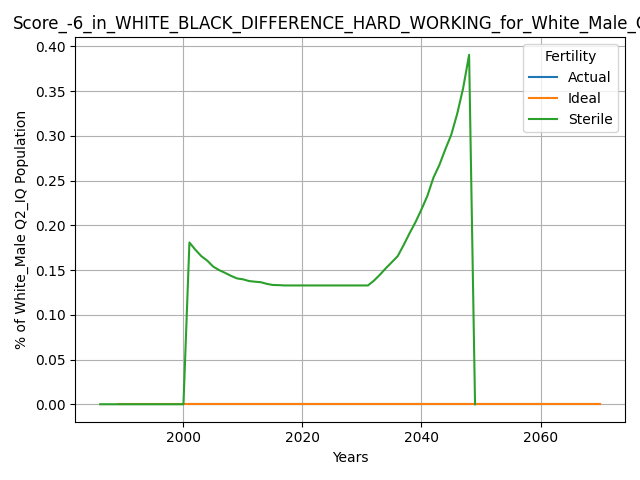 Score_-6_in_WHITE_BLACK_DIFFERENCE_HARD_WORKING_for_White_Male_
Fertility
Actual
Ideal
Sterile
% of White_Male Q2_IQ Population
0.40
0.35
0.30
0.25
0.20
0.15
0.10
0.05
0.00
2000
2020
2040
2060
Years